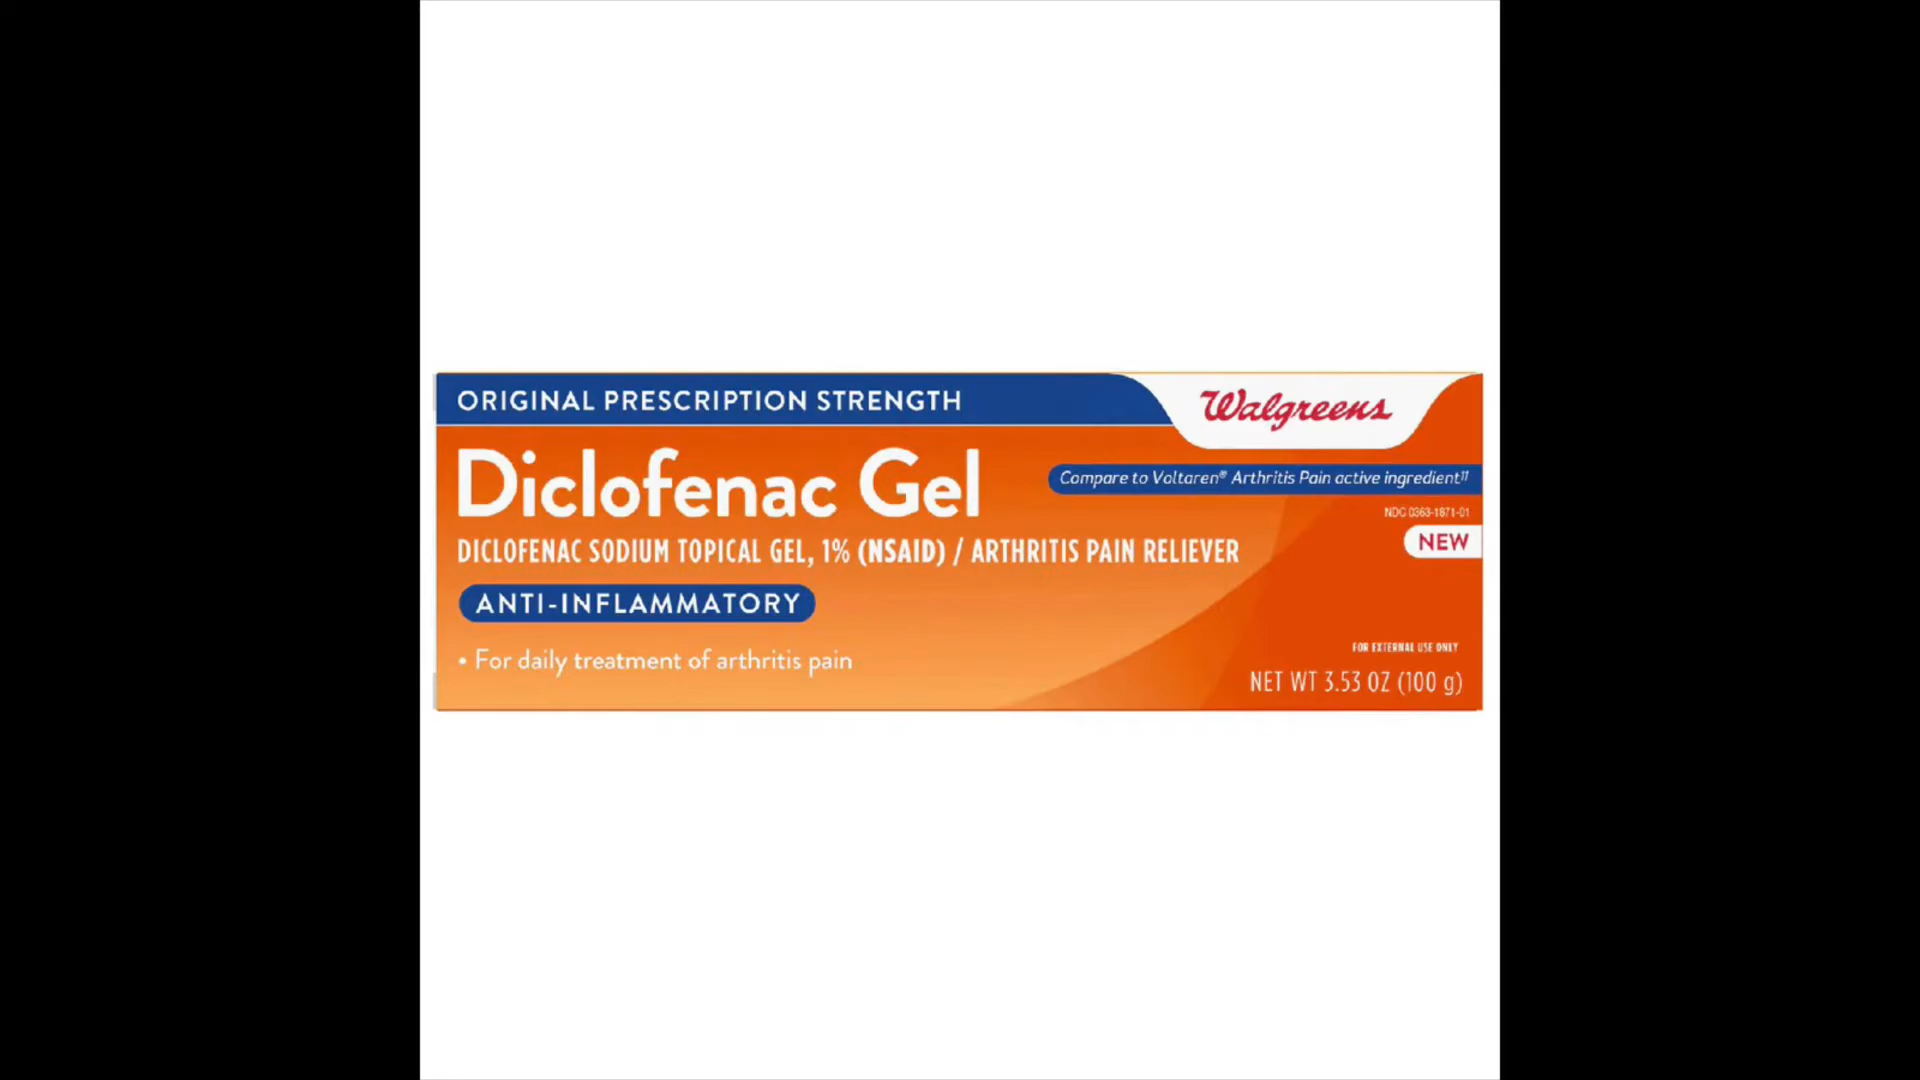 ORIGINAL PRESCRIPTION STRENGTH
Walgreens
Diclofenac Gel
Compare to Voltaren® Arthritis Pain active ingredient††
NDC 0363-1871-01
NEW
DICLOFENAC SODIUM TOPICAL GEL, 1% (NSAID) / ARTHRITIS PAIN RELIEVER
ANTI-INFLAMMATORY
• For daily treatment of arthritis pain
FOR EXTERNAL USE ONLY
NET WT 3.53 OZ (100 g)